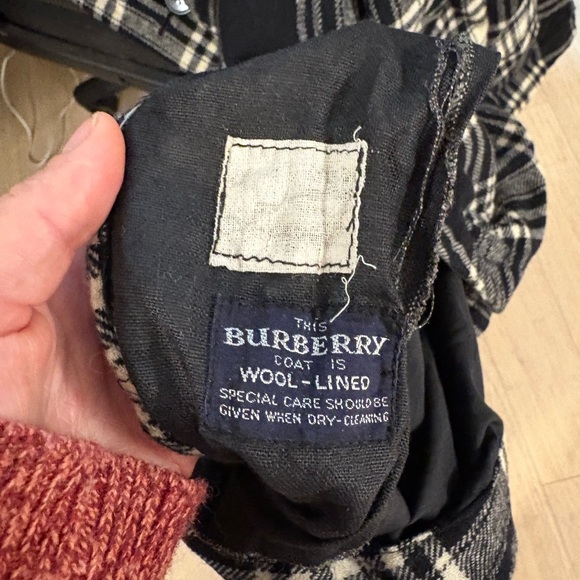 THIS
BURBERRY
COAT IS
WOOL-LINED
SPECIAL CARE SHOULD BE
GIVEN WHEN DRY-CLEANING